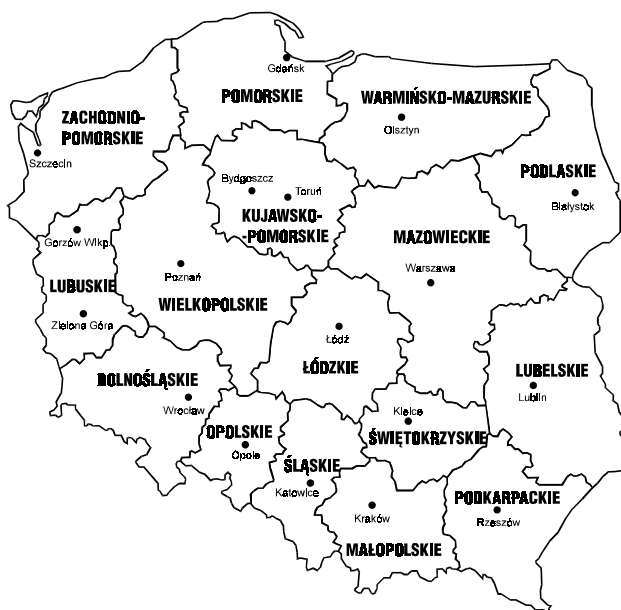 Gdańsk
POMORSKIE
WARMIŃSKO-MAZURSKIE
ZACHODNIO-
POMORSKIE
Olsztyn
Szczecin
PODLASKIE
Bydgoszcz
Toruń
Białystok
KUJAWSKO-
-POMORSKIE
Gorzów Wlkp.
MAZOWIECKIE
Poznań
Warszawa
LUBUSKIE
WIELKOPOLSKIE
Zielona Góra
Łódź
ŁÓDZKIE
LUBELSKIE
DOLNOŚLĄSKIE
Lublin
Wrocław
Kielce
OPOLSKIE
ŚWIĘTOKRZYSKIE
Opole
ŚLĄSKIE
Katowice
PODKARPACKIE
Kraków
Rzeszów
MAŁOPOLSKIE